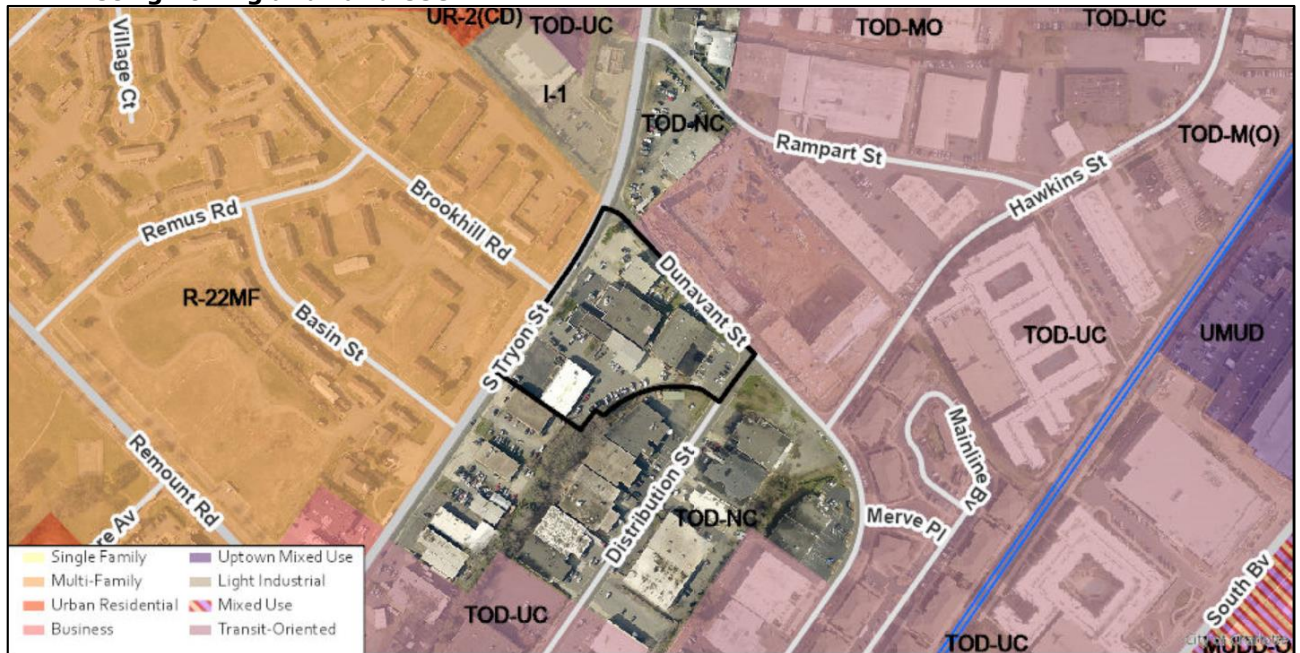 UR-2(CD)
TOD-UC
TOD-MO
TOD-UC
Village Ct
I-1
TOD-NC
TOD-M(O)
Rampart St
Hawkins St
Remus Rd
Brookhill Rd
Dunavant St
R-22MF
Basin St
S Tryon St
TOD-UC
UMUD
Mainline Bv
Remount Rd
Distribution St
TOD-NC
Merve Pl
re Av
South Bv
TOD-UC
TOD-UC
MUDD-O
Single Family
Multi-Family
Urban Residential
Business
Uptown Mixed Use
Light Industrial
Mixed Use
Transit-Oriented